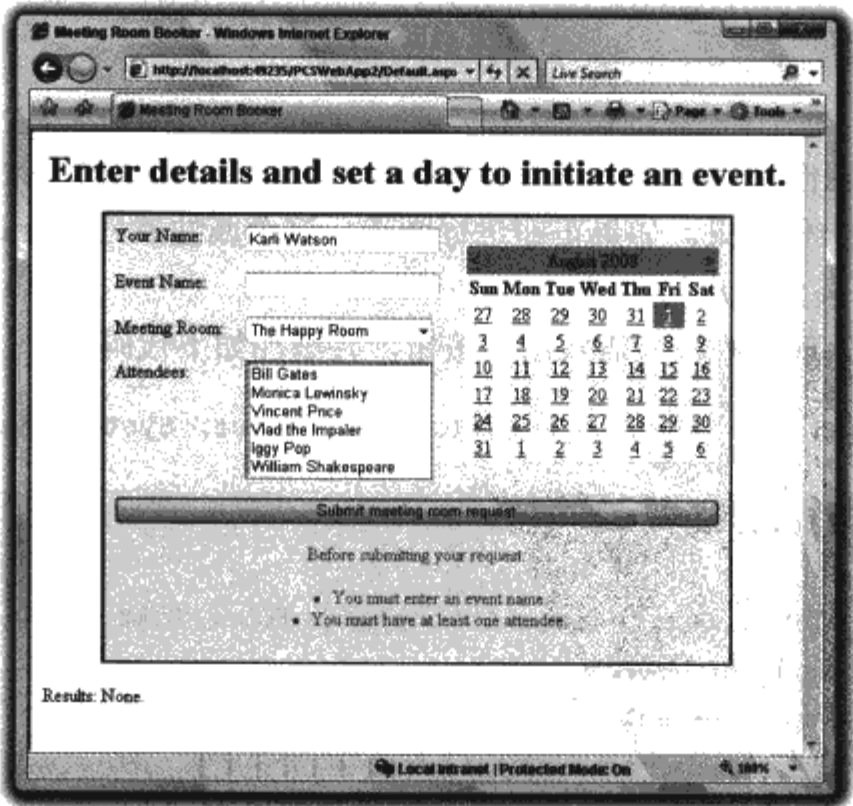 Meeting Room Booker - Windows Internet Explorer
http://localhost:49235/PCSWebApp2/Default.aspx
Live Search
Meeting Room Booker
Page
Tools
Enter details and set a day to initiate an event.
Your Name:
Karli Watson
Event Name:
Meeting Room:
The Happy Room
Attendees:
Bill Gates
Monica Lewinsky
Vincent Price
Vlad the Impaler
Iggy Pop
William Shakespeare
< August 2008 >
Sun Mon Tue Wed Thu Fri Sat
27 28 29 30 31 1 2
3 4 5 6 7 8 9
10 11 12 13 14 15 16
17 18 19 20 21 22 23
24 25 26 27 28 29 30
31 1 2 3 4 5 6
Submit meeting room request
Before submitting your request:
• You must enter an event name.
• You must have at least one attendee.
Results: None.
Local intranet | Protected Mode: On
100%